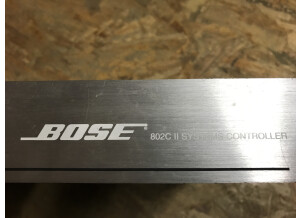 BOSE 802C II SYSTEMS CONTROLLER